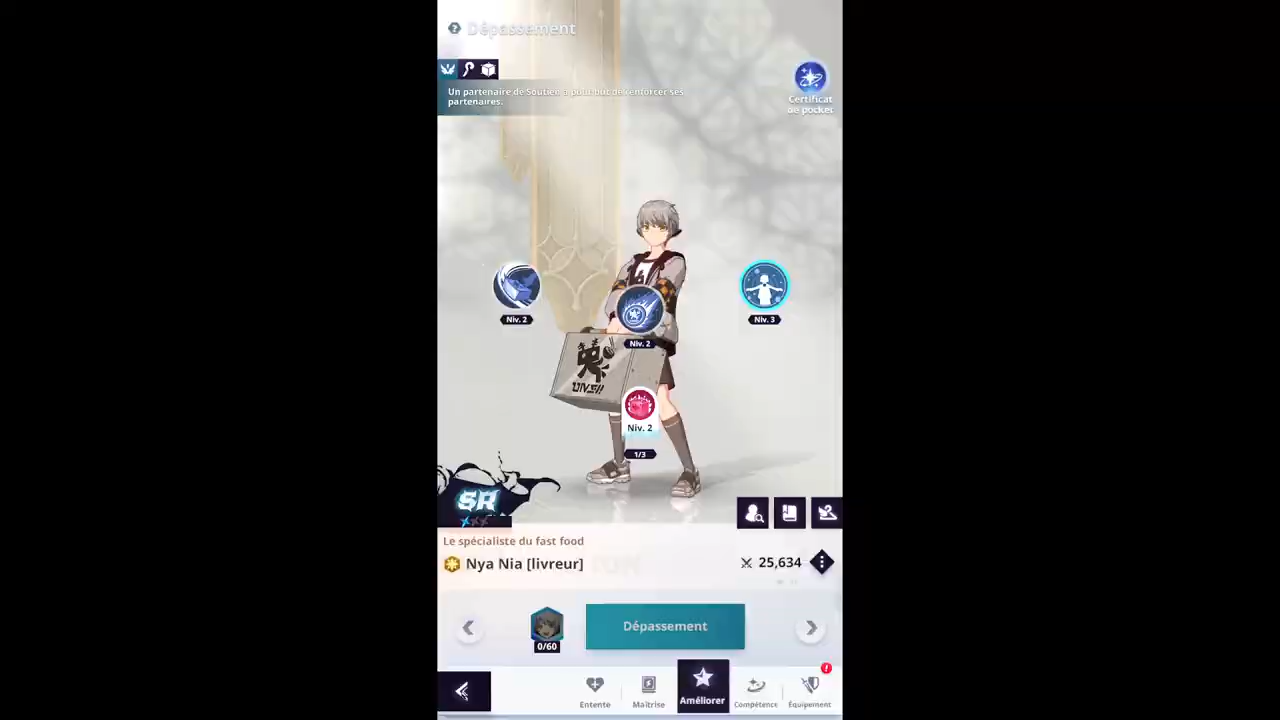 Dépassement
Un partenaire de Soutien a pour but de renforcer ses
partenaires.
Certificat
de pocker
Niv. 2
Niv. 3
Niv. 2
Niv. 2
1/3
SR
Le spécialiste du fast food
Nya Nia [livreur]
25,634
0/60
Dépassement
Entente
Maîtrise
Améliorer
Compétence
Équipement